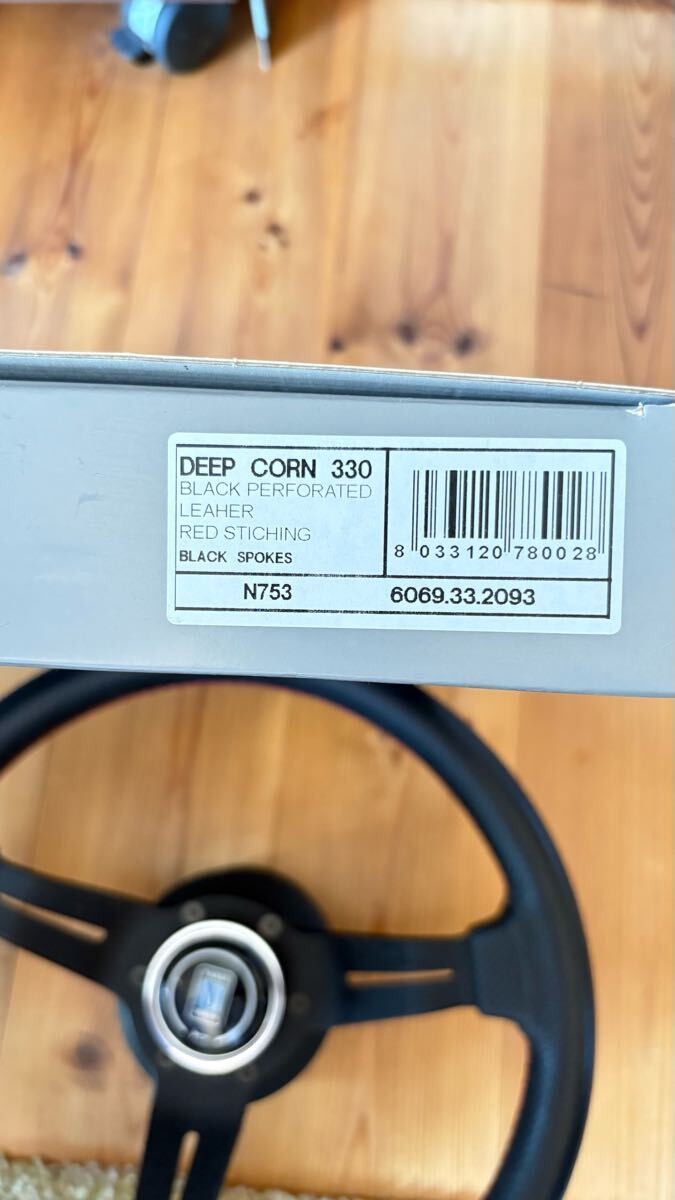 DEEP CORN 330
BLACK PERFORATED
LEAHER
RED STICHING
BLACK SPOKES
8 033120 780028
N753 6069.33.2093